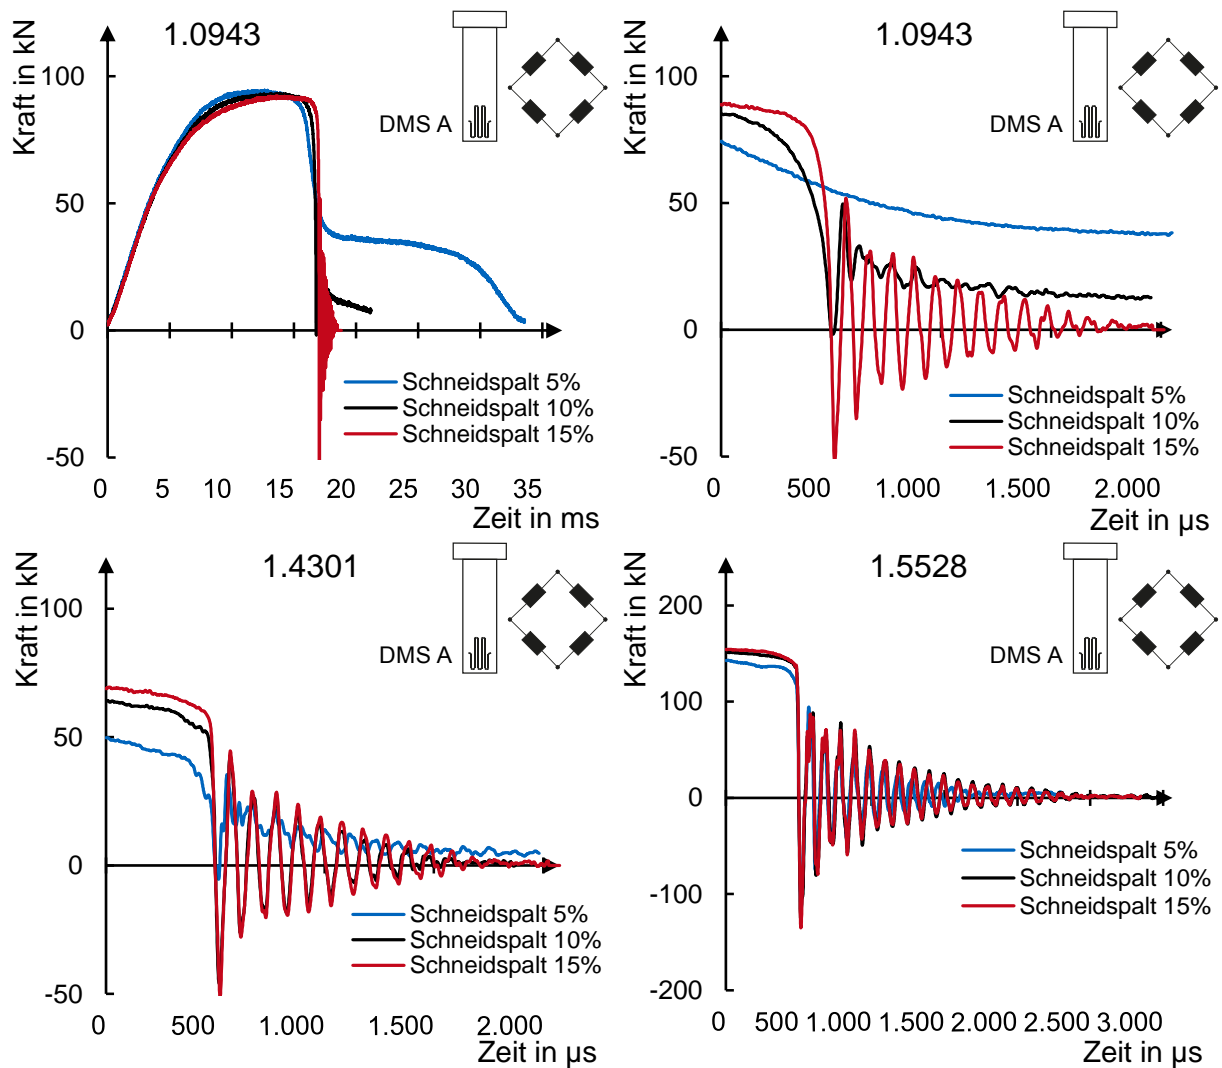 Kraft in kN
1.0943
DMS A
100
50
0
-50
Schneidspalt 5%
Schneidspalt 10%
Schneidspalt 15%
0 5 10 15 20 25 30 35
Zeit in ms
Kraft in kN
1.0943
DMS A
100
50
0
-50
Schneidspalt 5%
Schneidspalt 10%
Schneidspalt 15%
0 500 1.000 1.500 2.000
Zeit in µs
Kraft in kN
1.4301
DMS A
100
50
0
-50
Schneidspalt 5%
Schneidspalt 10%
Schneidspalt 15%
0 500 1.000 1.500 2.000
Zeit in µs
Kraft in kN
1.5528
DMS A
200
100
0
-100
-200
Schneidspalt 5%
Schneidspalt 10%
Schneidspalt 15%
0 500 1.000 1.500 2.000 2.500 3.000
Zeit in µs